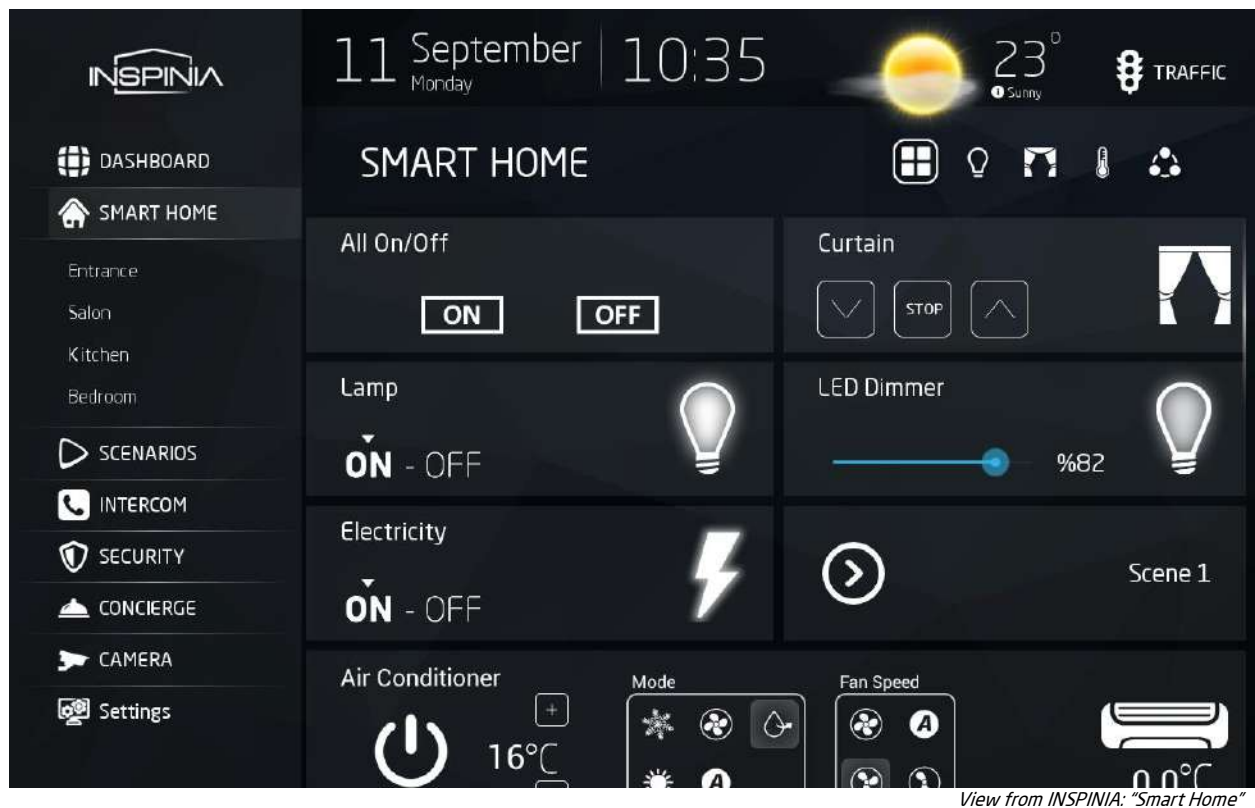 INSPINIA
11 September
Monday
10:35
23°
Sunny
TRAFFIC
DASHBOARD
SMART HOME
Entrance
Salon
Kitchen
Bedroom
SCENARIOS
INTERCOM
SECURITY
CONCIERGE
CAMERA
Settings
SMART HOME
All On/Off
ON OFF
Curtain
STOP
Lamp
ON - OFF
LED Dimmer
%82
Electricity
ON - OFF
Scene 1
Air Conditioner
+
16°C
Mode
A
Fan Speed
A
0.0°C
View from INSPINIA: "Smart Home"